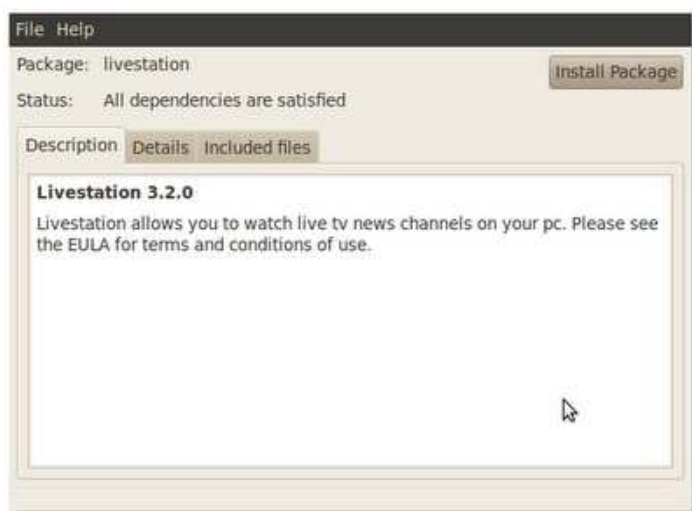 File Help
Package: livestation
Install Package
Status: All dependencies are satisfied
Description Details Included files
Livestation 3.2.0
Livestation allows you to watch live tv news channels on your pc. Please see
the EULA for terms and conditions of use.